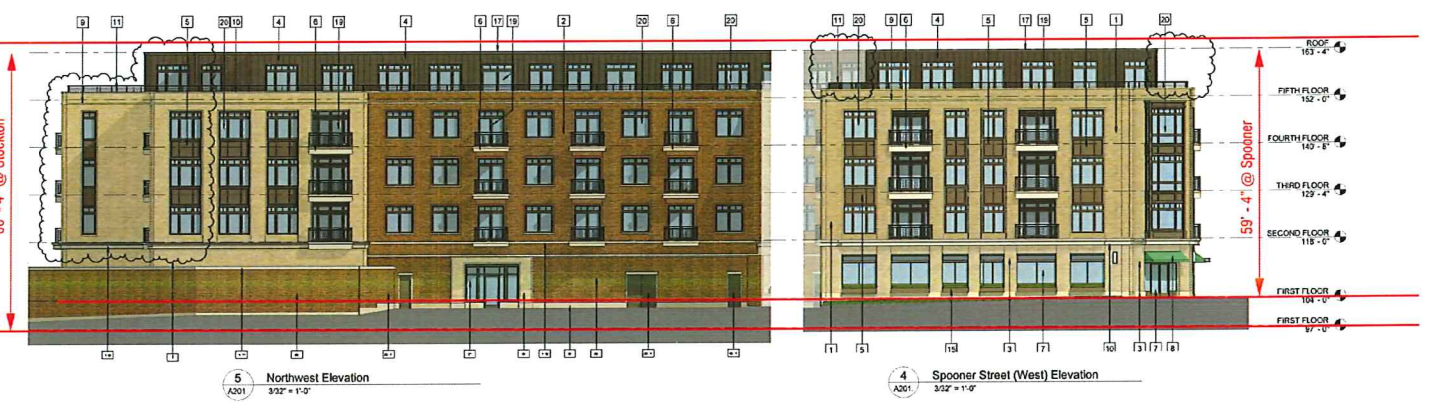 9 11 5 20 10 4 6 19 4 6 17 19 2 20 6 20
11 20 9 6 4 5 17 19 5 1 20
ROOF
163' - 4"
FIFTH FLOOR
152' - 0"
FOURTH FLOOR
140' - 8"
THIRD FLOOR
129' - 4"
SECOND FLOOR
118' - 0"
FIRST FLOOR
104' - 0"
FIRST FLOOR
97' - 0"
@ Stockton
59' - 4" @ Spooner
1 5 15 3 7 10 3 7 8
5
A201
Northwest Elevation
3/32" = 1'-0"
4
A201
Spooner Street (West) Elevation
3/32" = 1'-0"